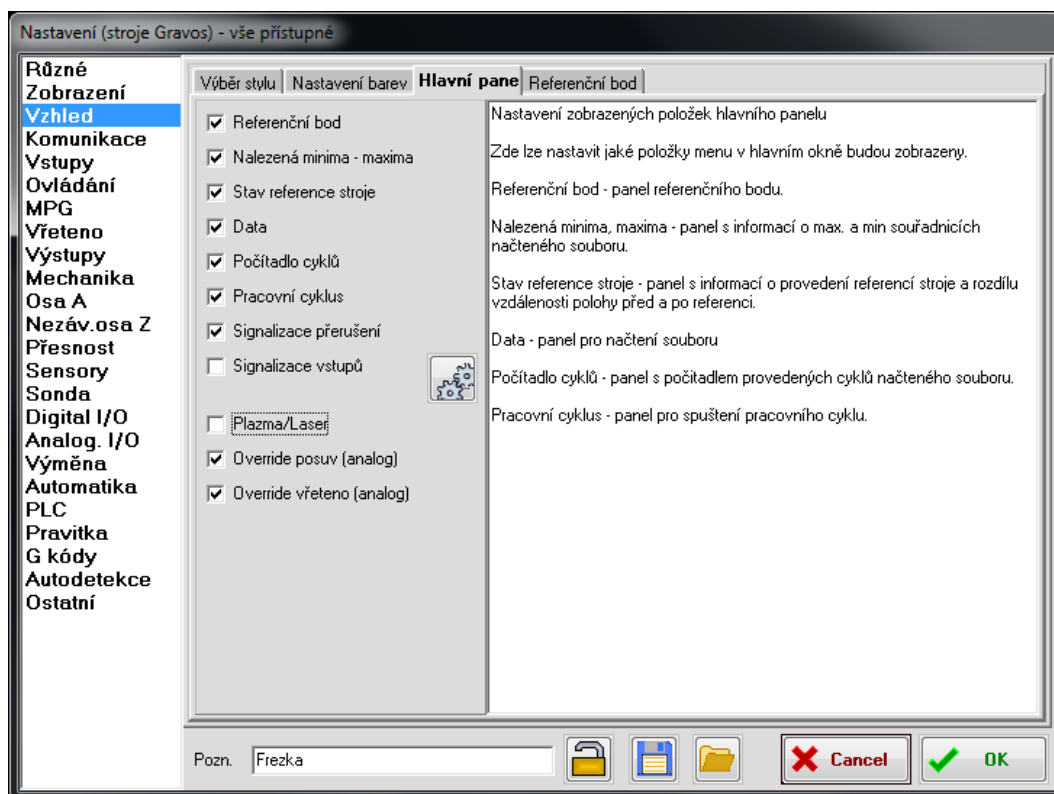 Nastavení (stroje Gravos) - vše přístupné
Různé
Zobrazení
Vzhled
Komunikace
Vstupy
Ovládání
MPG
Vřeteno
Výstupy
Mechanika
Osa A
Nezáv.osa Z
Přesnost
Sensory
Sonda
Digital I/O
Analog. I/O
Výměna
Automatika
PLC
Pravitka
G kódy
Autodetekce
Ostatní
Výběr stylu
Nastavení barev
Hlavní pane
Referenční bod
Referenční bod
Nalezená minima - maxima
Stav reference stroje
Data
Počítadlo cyklů
Pracovní cyklus
Signalizace přerušení
Signalizace vstupů
Plazma/Laser
Override posuv (analog)
Override vřeteno (analog)
Nastavení zobrazených položek hlavního panelu
Zde lze nastavit jaké položky menu v hlavním okně budou zobrazeny.
Referenční bod - panel referenčního bodu.
Nalezená minima, maxima - panel s informací o max. a min souřadnicích
načteného souboru.
Stav reference stroje - panel s informací o provedení referencí stroje a rozdílu
vzdálenosti polohy před a po referenci.
Data - panel pro načtení souboru
Počítadlo cyklů - panel s počitadlem provedených cyklů načteného souboru.
Pracovní cyklus - panel pro spuštění pracovního cyklu.
Pozn.
Frezka
Cancel
OK